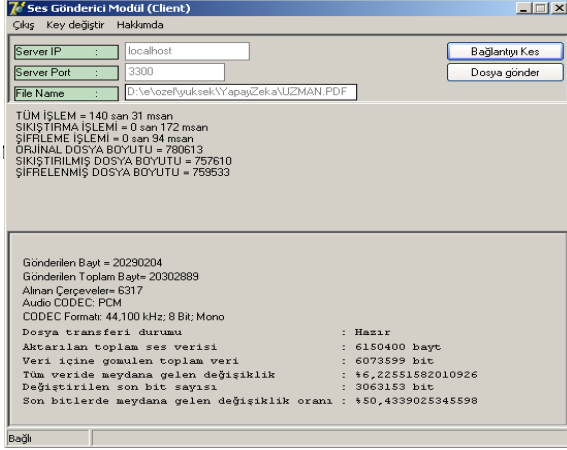 Ses Gönderici Modül (Client)
Çıkış Key değiştir Hakkımda
Server IP : localhost Bağlantıyı Kes
Server Port : 3300 Dosya gönder
File Name : D:\e\ozel\yuksek\YapayZeka\UZMAN.PDF
TÜM İŞLEM = 140 san 31 msan
SIKIŞTIRMA İŞLEMİ = 0 san 172 msan
ŞİFRLEME İŞLEMİ = 0 san 94 msan
ORJİNAL DOSYA BOYUTU = 780613
SIKIŞTIRILMIŞ DOSYA BOYUTU = 757610
ŞİFRELENMİŞ DOSYA BOYUTU = 759533
Gönderilen Bayt = 20290204
Gönderilen Toplam Bayt= 20302889
Alınan Çerçeveler= 6317
Audio CODEC: PCM
CODEC Formatı: 44,100 kHz; 8 Bit; Mono
Dosya transferi durumu : Hazır
Aktarılan toplam ses verisi : 6150400 bayt
Veri içine gomulen toplam veri : 6073599 bit
Tüm veride meydana gelen değişiklik : %6,22551582010926
Değiştirilen son bit sayısı : 3063153 bit
Son bitlerde meydana gelen değişiklik oranı : %50,4339025345598
Bağlı